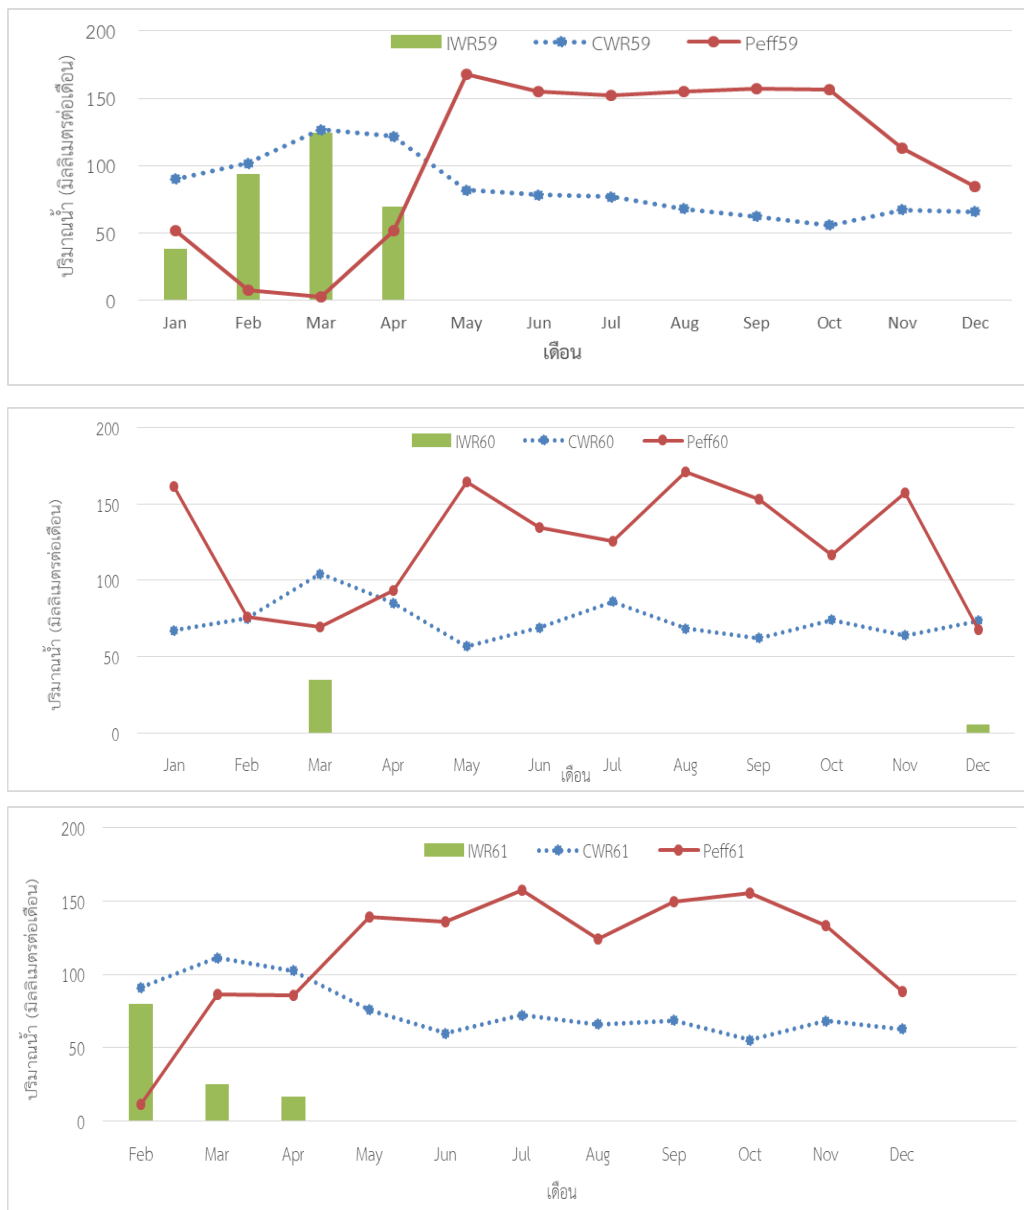 ปริมาณน้ำ (มิลลิเมตรต่อเดือน)
200
150
100
50
0
IWR59 CWR59 Peff59
Jan Feb Mar Apr May Jun Jul Aug Sep Oct Nov Dec
เดือน
ปริมาณน้ำ (มิลลิเมตรต่อเดือน)
200
150
100
50
0
IWR60 CWR60 Peff60
Jan Feb Mar Apr May Jun Jul Aug Sep Oct Nov Dec
เดือน
ปริมาณน้ำ (มิลลิเมตรต่อเดือน)
200
150
100
50
0
IWR61 CWR61 Peff61
Feb Mar Apr May Jun Jul Aug Sep Oct Nov Dec
เดือน